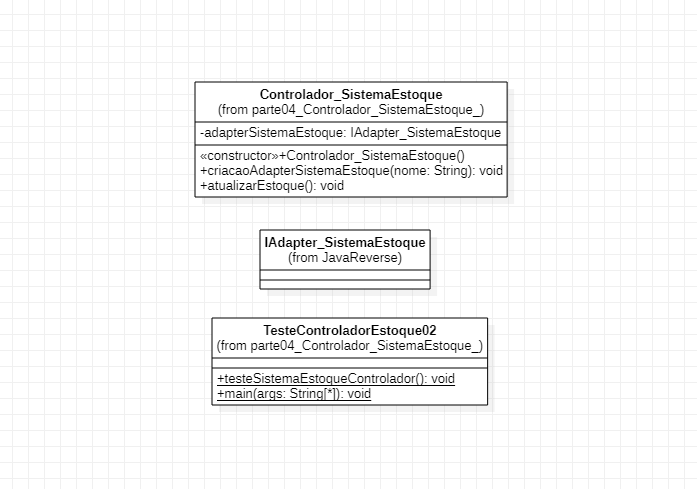 Controlador_SistemaEstoque
(from parte04_Controlador_SistemaEstoque_)
-adapterSistemaEstoque: IAdapter_SistemaEstoque
«constructor»+Controlador_SistemaEstoque()
+criacaoAdapterSistemaEstoque(nome: String): void
+atualizarEstoque(): void
IAdapter_SistemaEstoque
(from JavaReverse)
TesteControladorEstoque02
(from parte04_Controlador_SistemaEstoque_)
+testeSistemaEstoqueControlador(): void
+main(args: String[*]): void